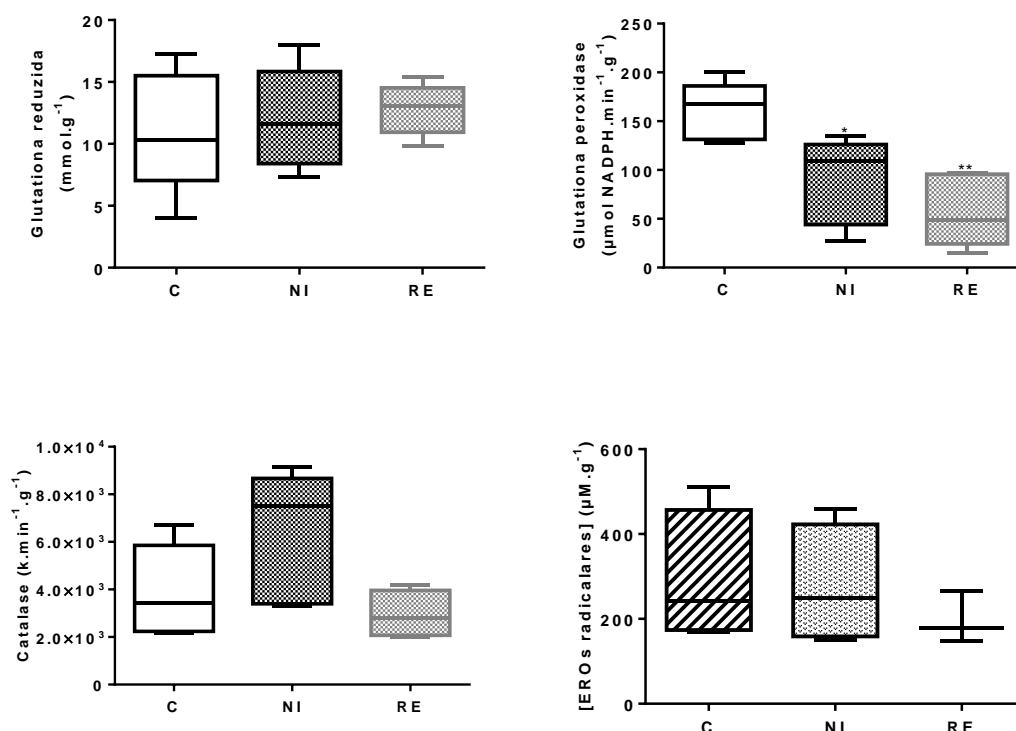 Glutationa reduzida
(mmol.g⁻¹)
20
15
10
5
0
C NI RE
Glutationa peroxidase
(µmol NADPH.min⁻¹.g⁻¹)
250
200
150
100
50
0
*
**
C NI RE
Catalase (k.min⁻¹.g⁻¹)
1.0×10⁴
8.0×10³
6.0×10³
4.0×10³
2.0×10³
0
C NI RE
[EROs radicalares] (µM.g⁻¹)
600
400
200
0
C NI RE